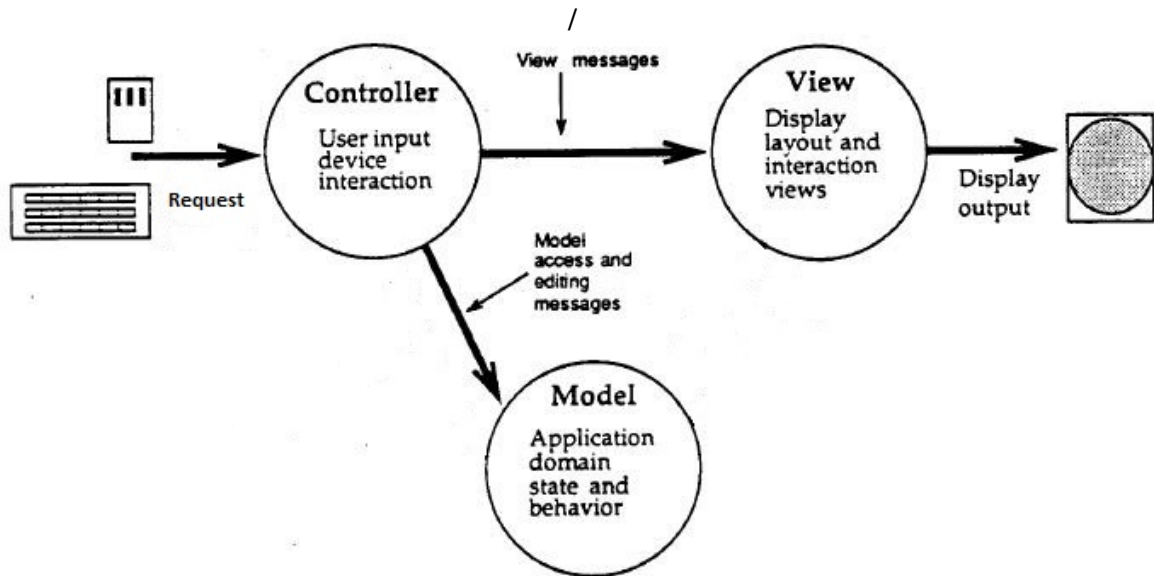 /
View messages
Controller
User input
device
interaction
View
Display
layout and
interaction
views
Request
Display
output
Model
access and
editing
messages
Model
Application
domain
state and
behavior